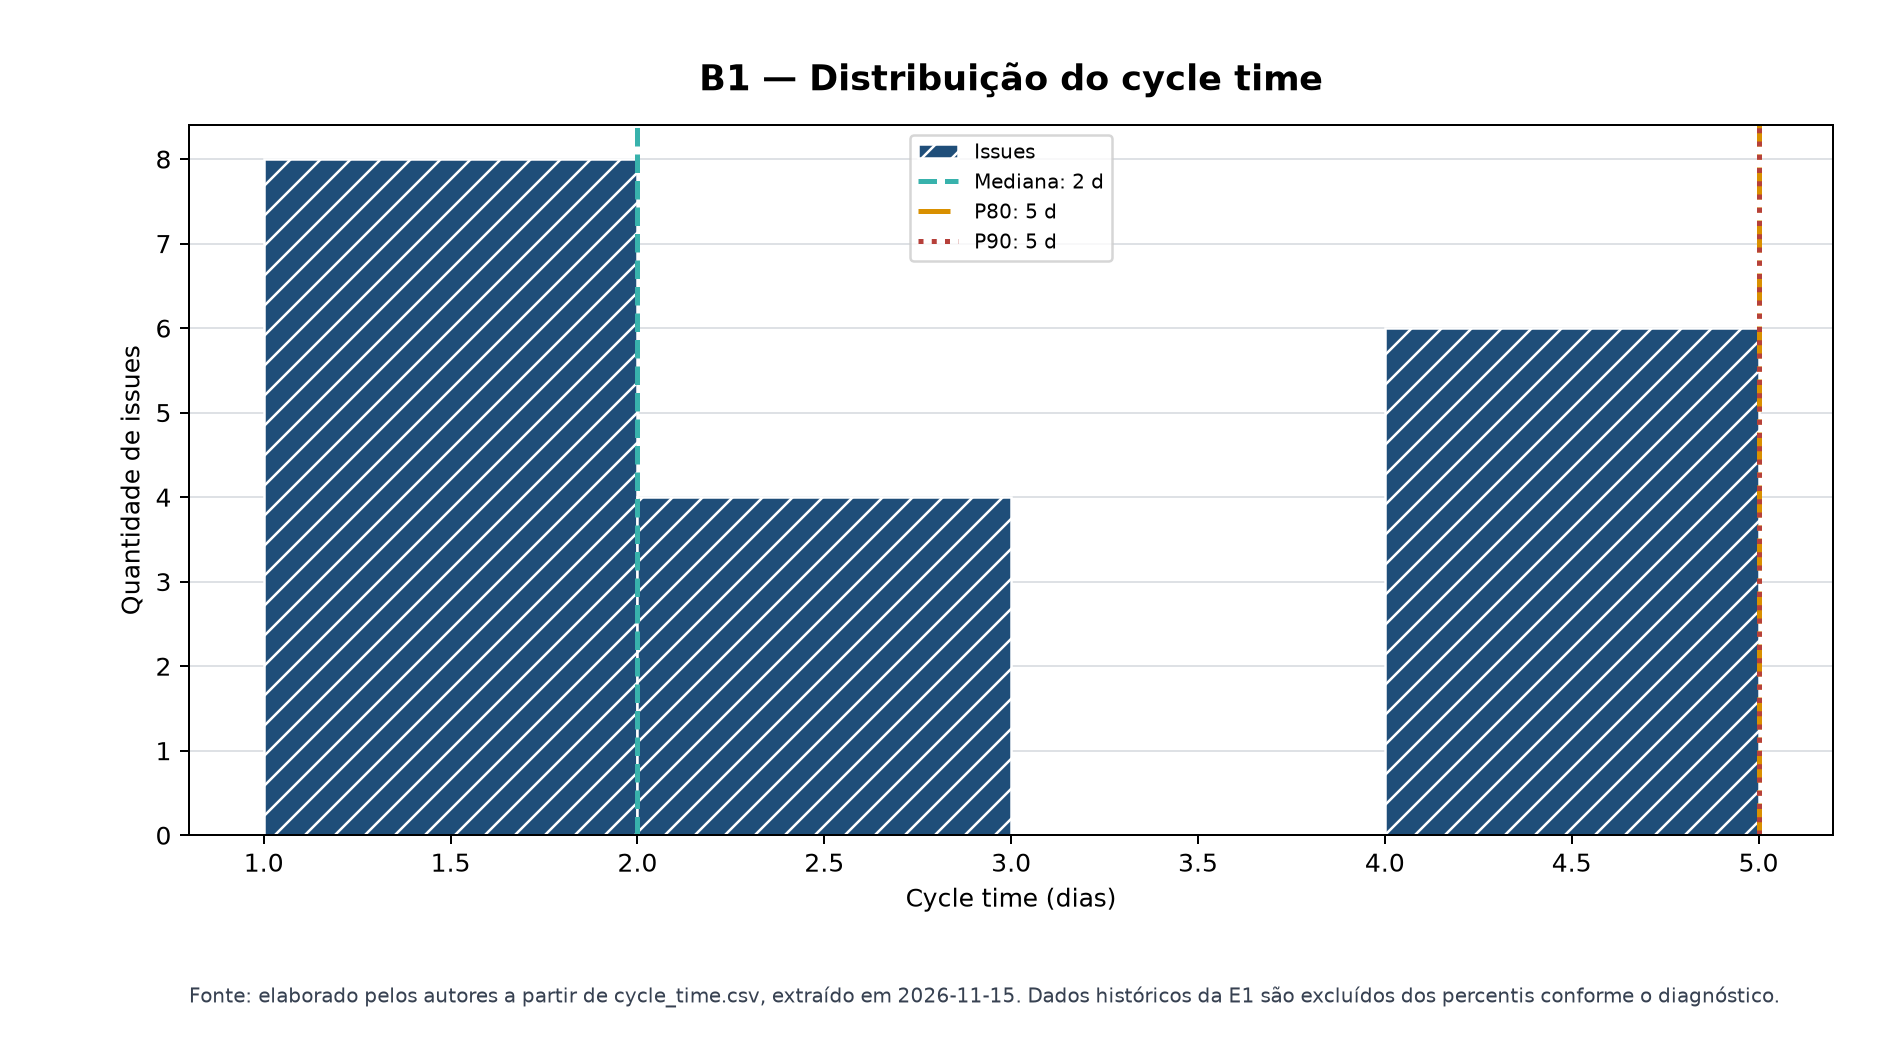 B1 — Distribuição do cycle time
Issues
Mediana: 2 d
P80: 5 d
P90: 5 d
Quantidade de issues
8
7
6
5
4
3
2
1
0
1.0 1.5 2.0 2.5 3.0 3.5 4.0 4.5 5.0
Cycle time (dias)
Fonte: elaborado pelos autores a partir de cycle_time.csv, extraído em 2026-11-15. Dados históricos da E1 são excluídos dos percentis conforme o diagnóstico.